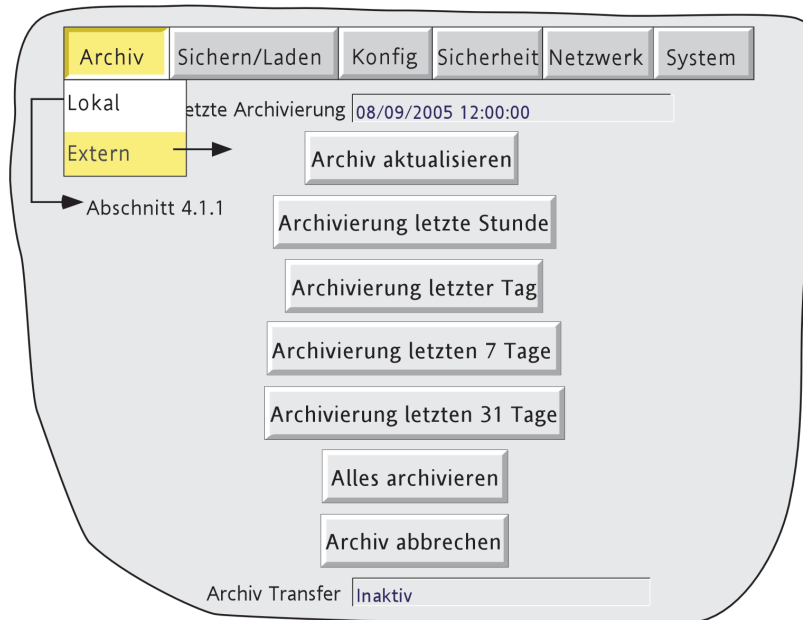 Archiv Sichern/Laden Konfig Sicherheit Netzwerk System
Lokal
etzte Archivierung 08/09/2005 12:00:00
Extern
Archiv aktualisieren
Abschnitt 4.1.1
Archivierung letzte Stunde
Archivierung letzter Tag
Archivierung letzten 7 Tage
Archivierung letzten 31 Tage
Alles archivieren
Archiv abbrechen
Archiv Transfer Inaktiv